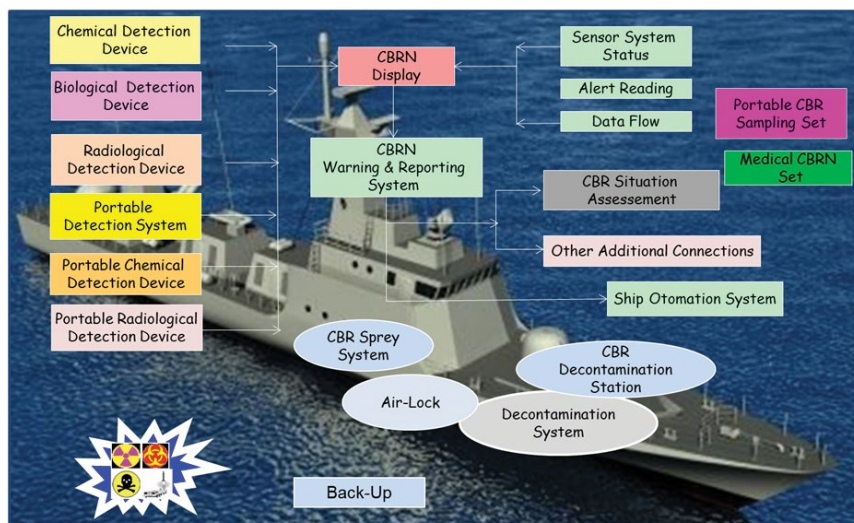 Chemical Detection
Device
Biological Detection
Device
Radiological
Detection Device
Portable
Detection System
Portable Chemical
Detection Device
Portable Radiological
Detection Device
CBRN
Display
CBRN
Warning & Reporting
System
Sensor System
Status
Alert Reading
Data Flow
Portable CBR
Sampling Set
Medical CBRN
Set
CBR Situation
Assessement
Other Additional Connections
Ship Otomation System
CBR Sprey
System
CBR
Decontamination
Station
Air-Lock
Decontamination
System
Back-Up